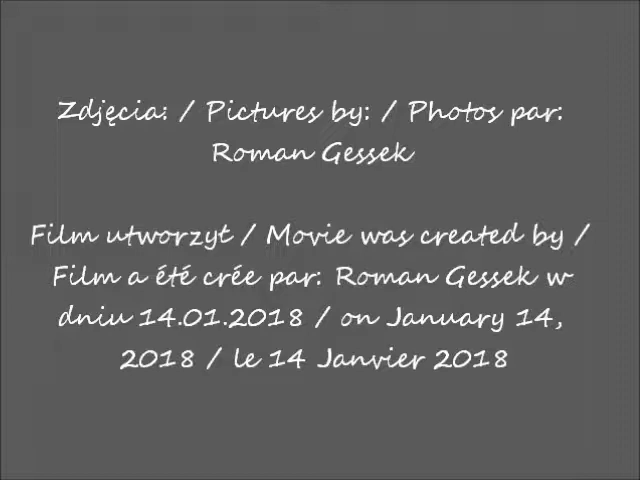 Zdjęcia: / Pictures by: / Photos par:
Roman Gessek
Film utworzył / Movie was created by /
Film a été crée par: Roman Gessek w
dniu 14.01.2018 / on January 14,
2018 / le 14 Janvier 2018